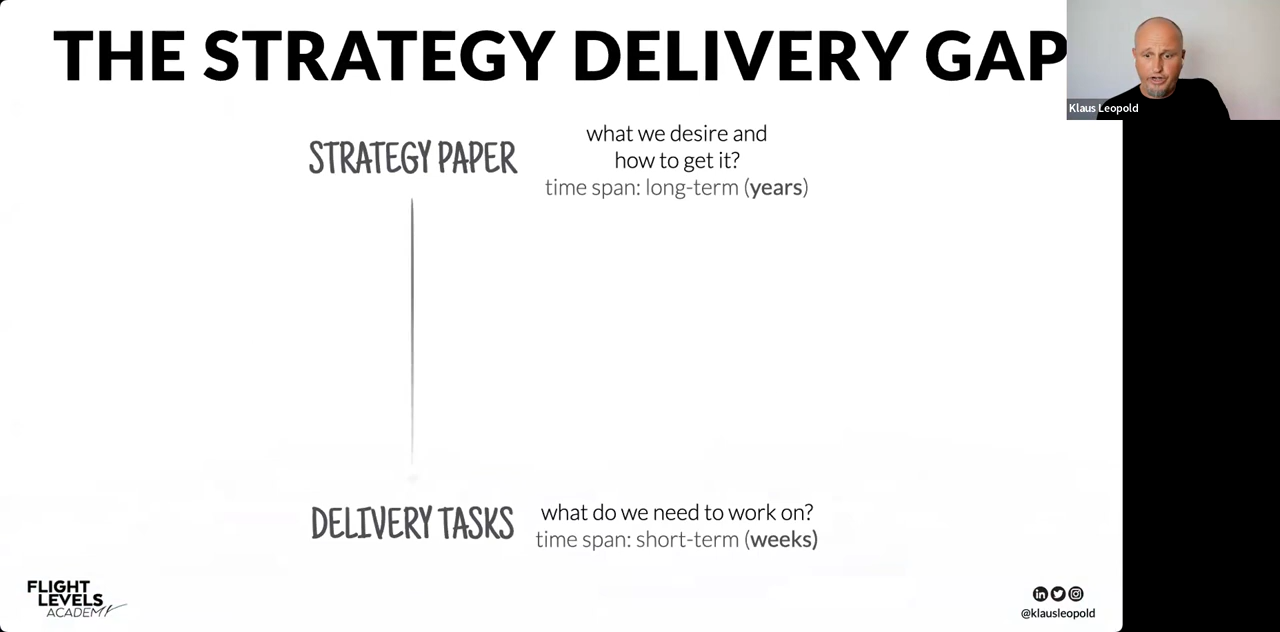 THE STRATEGY DELIVERY GAP
Klaus Leopold
STRATEGY PAPER
what we desire and
how to get it?
time span: long-term (years)
DELIVERY TASKS
what do we need to work on?
time span: short-term (weeks)
FLIGHT
LEVELS
ACADEMY
in
@klausleopold